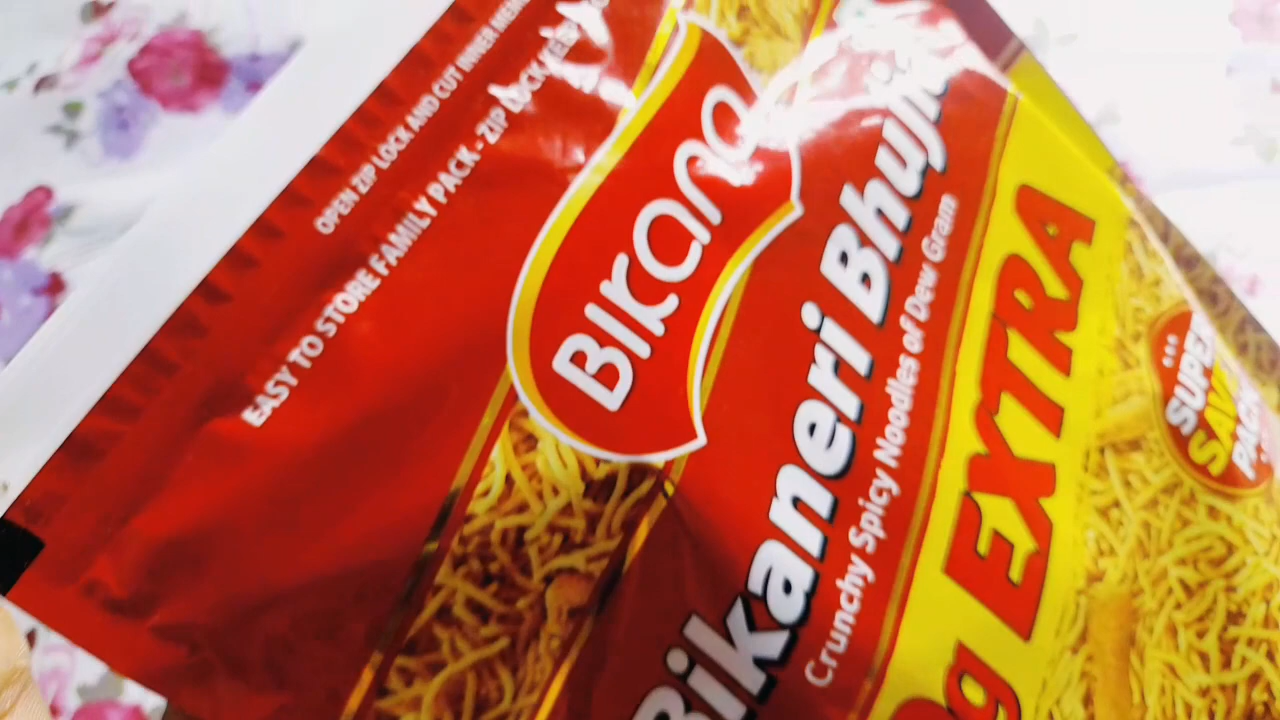 OPEN ZIP LOCK AND CUT INNER
EASY TO STORE FAMILY PACK - ZIP LOCK
BIKANO
Bikaneri Bhujia
Crunchy Spicy Noodles of Dew Gram
g EXTRA
SUPER
SAVER
PACK